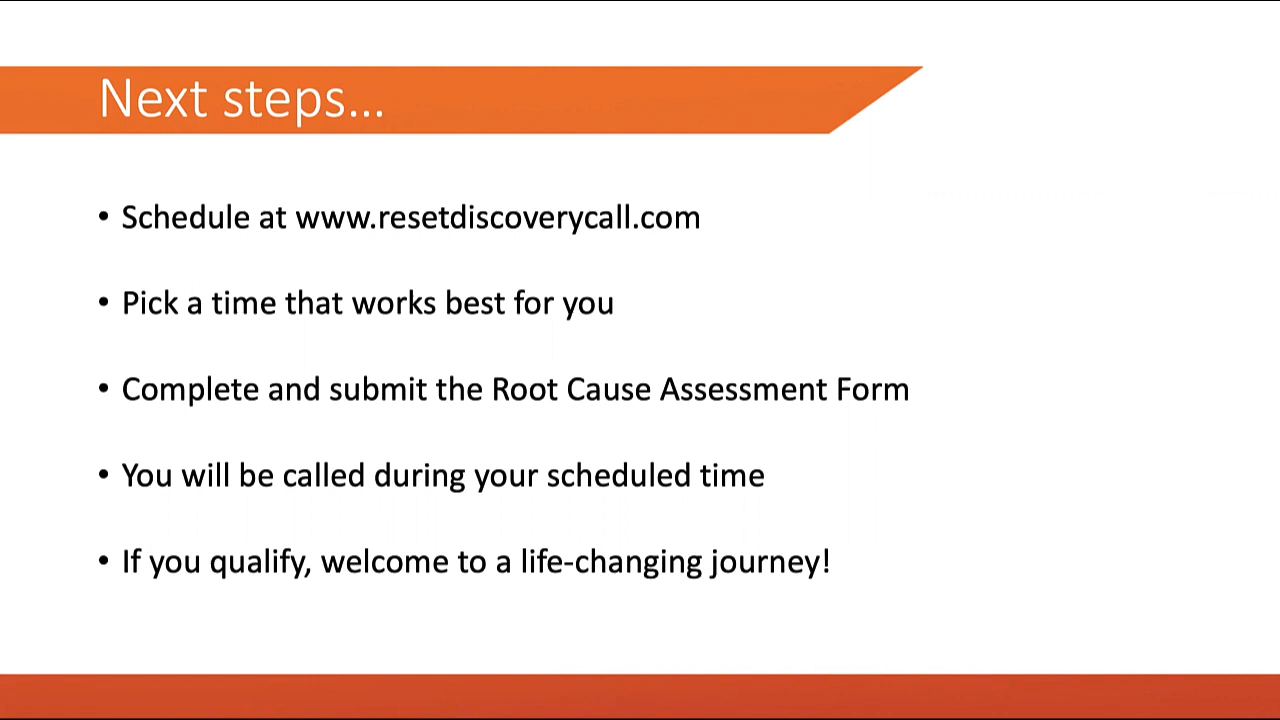 Next steps...
• Schedule at www.resetdiscoverycall.com
• Pick a time that works best for you
• Complete and submit the Root Cause Assessment Form
• You will be called during your scheduled time
• If you qualify, welcome to a life-changing journey!